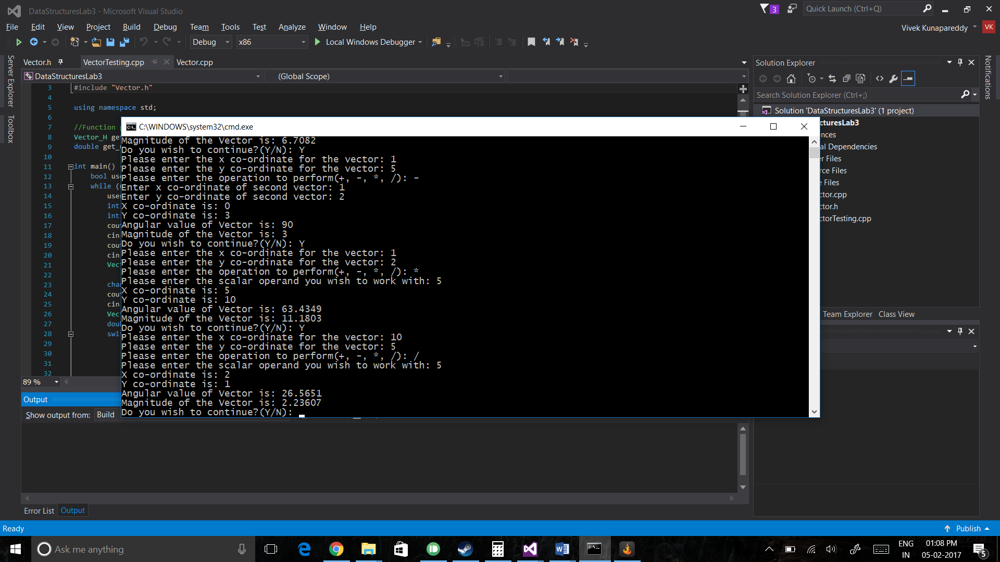 DataStructuresLab3 - Microsoft Visual Studio
3
Quick Launch (Ctrl+Q)
File Edit View Project Build Debug Team Tools Test Analyze Window Help
Vivek Kunapareddy
VK
Debug
x86
Local Windows Debugger
Server Explorer
Toolbox
Vector.h
VectorTesting.cpp
Vector.cpp
DataStructuresLab3
(Global Scope)
3 #include "Vector.h"
4
5 using namespace std;
6
7 //Function
8 Vector_H
9 double
10
11 int main()
12 bool
13 while
14
15 int
16 int
17
18 cin
19
20 cin
21
22
23
24
25 cin
26
27
28
29
30
31
32
89 %
C:\WINDOWS\system32\cmd.exe
Magnitude of the Vector is: 6.7082
Do you wish to continue?(Y/N): Y
Please enter the x co-ordinate for the vector: 1
Please enter the y co-ordinate for the vector: 5
Please enter the operation to perform(+, -, *, /): -
Enter x co-ordinate of second vector: 1
Enter y co-ordinate of second vector: 2
X co-ordinate is: 0
Y co-ordinate is: 3
Angular value of Vector is: 90
Magnitude of the Vector is: 3
Do you wish to continue?(Y/N): Y
Please enter the x co-ordinate for the vector: 1
Please enter the y co-ordinate for the vector: 2
Please enter the operation to perform(+, -, *, /): *
Please enter the scalar operand you wish to work with: 5
X co-ordinate is: 5
Y co-ordinate is: 10
Angular value of Vector is: 63.4349
Magnitude of the Vector is: 11.1803
Do you wish to continue?(Y/N): Y
Please enter the x co-ordinate for the vector: 10
Please enter the y co-ordinate for the vector: 5
Please enter the operation to perform(+, -, *, /): /
Please enter the scalar operand you wish to work with: 5
X co-ordinate is: 2
Y co-ordinate is: 1
Angular value of Vector is: 26.5651
Magnitude of the Vector is: 2.23607
Do you wish to continue?(Y/N):
Solution Explorer
Search Solution Explorer (Ctrl+;)
Solution 'DataStructuresLab3' (1 project)
cturesLab3
ences
al Dependencies
er Files
rce Files
e Files
ctor.cpp
ctor.h
ctorTesting.cpp
Team Explorer Class View
Notifications
Output
Show output from: Build
Error List Output
Ready
Publish
Ask me anything
ENG
IN
01:08 PM
05-02-2017
5